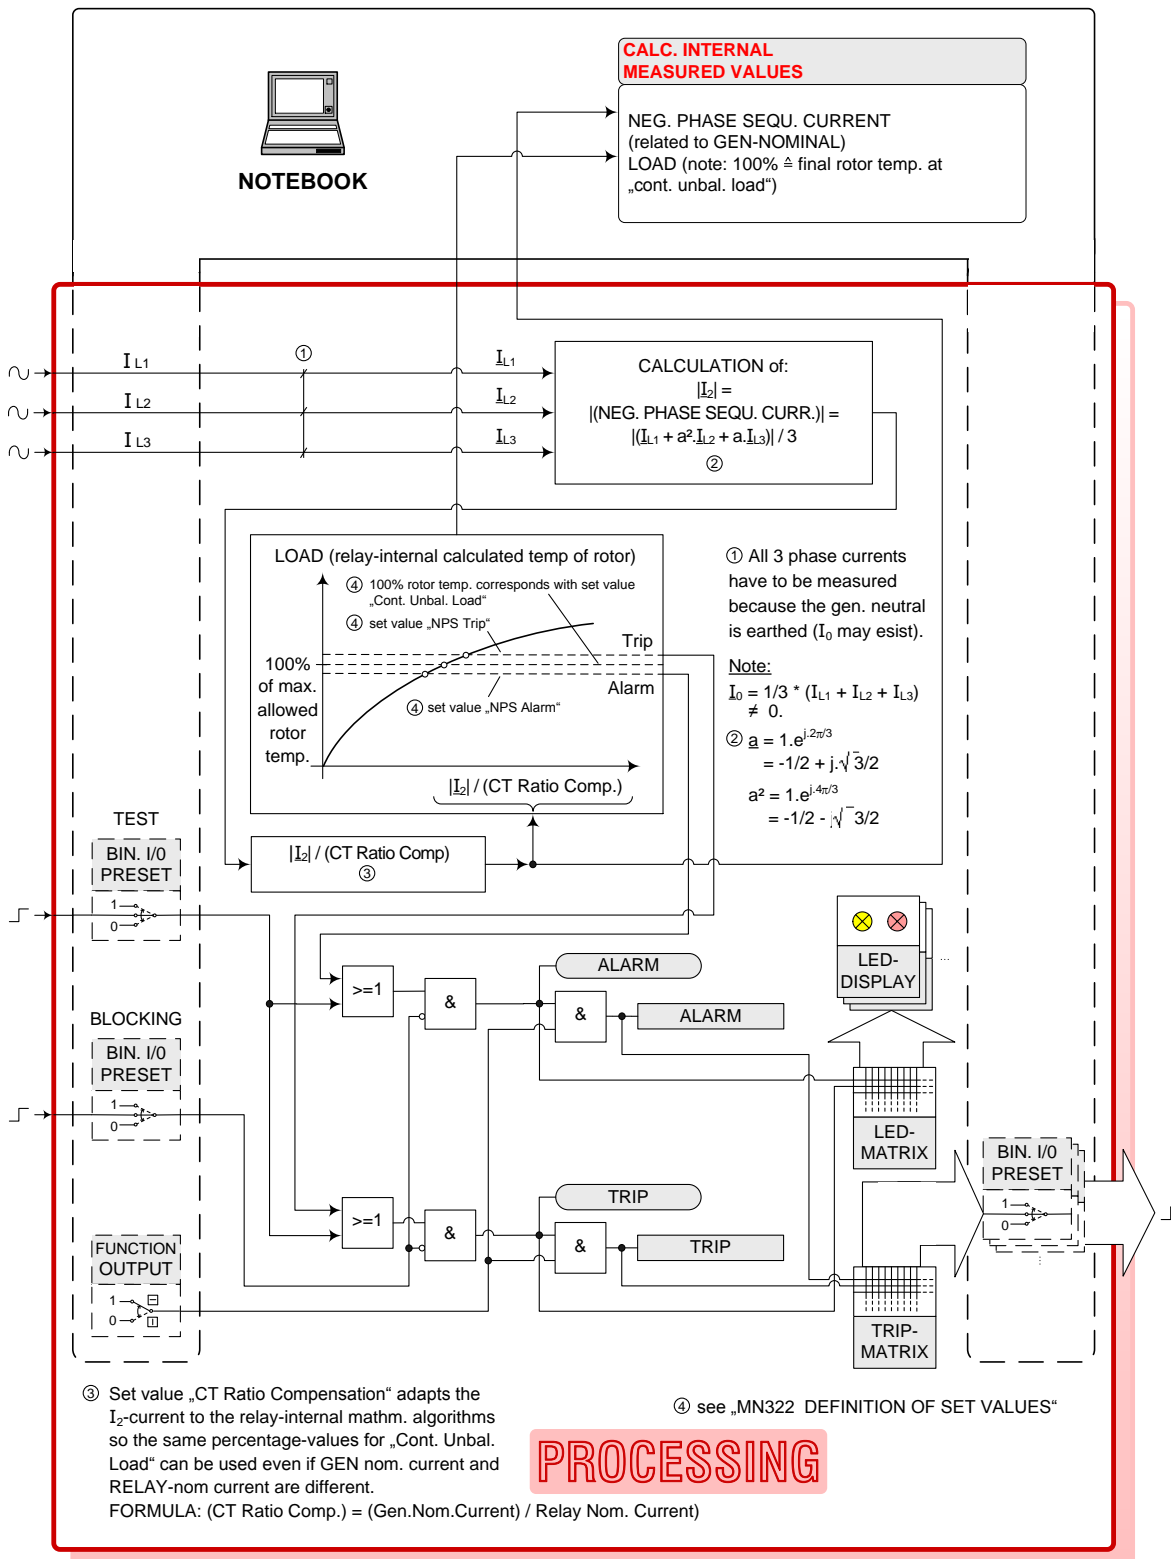 CALC. INTERNAL
MEASURED VALUES
NEG. PHASE SEQU. CURRENT
(related to GEN-NOMINAL)
LOAD (note: 100% ≙ final rotor temp. at
„cont. unbal. load“)
NOTEBOOK
I L1
①
I L1
I L2
I L2
I L3
I L3
CALCULATION of:
|I2| =
|(NEG. PHASE SEQU. CURR.)| =
|(I L1 + a².I L2 + a.I L3)| / 3
②
LOAD (relay-internal calculated temp of rotor)
④ 100% rotor temp. corresponds with set value
„Cont. Unbal. Load“
④ set value „NPS Trip“
Trip
100%
of max.
allowed
rotor
temp.
Alarm
④ set value „NPS Alarm“
|I2| / (CT Ratio Comp.)
① All 3 phase currents
have to be measured
because the gen. neutral
is earthed (I0 may esist).
Note:
I0 = 1/3 * (IL1 + IL2 + IL3)
≠ 0.
② a = 1.e^j.2π/3
= -1/2 + j.√3/2
a² = 1.e^j.4π/3
= -1/2 - j√3/2
|I2| / (CT Ratio Comp)
③
TEST
BIN. I/0
PRESET
1
0
BLOCKING
BIN. I/0
PRESET
1
0
FUNCTION
OUTPUT
1
0
>=1
&
ALARM
&
ALARM
>=1
&
TRIP
&
TRIP
LED-
DISPLAY
...
LED-
MATRIX
TRIP-
MATRIX
BIN. I/0
PRESET
1
0
...
③ Set value „CT Ratio Compensation“ adapts the
I2-current to the relay-internal mathm. algorithms
so the same percentage-values for „Cont. Unbal.
Load“ can be used even if GEN nom. current and
RELAY-nom current are different.
FORMULA: (CT Ratio Comp.) = (Gen.Nom.Current) / Relay Nom. Current)
④ see „MN322 DEFINITION OF SET VALUES“
PROCESSING